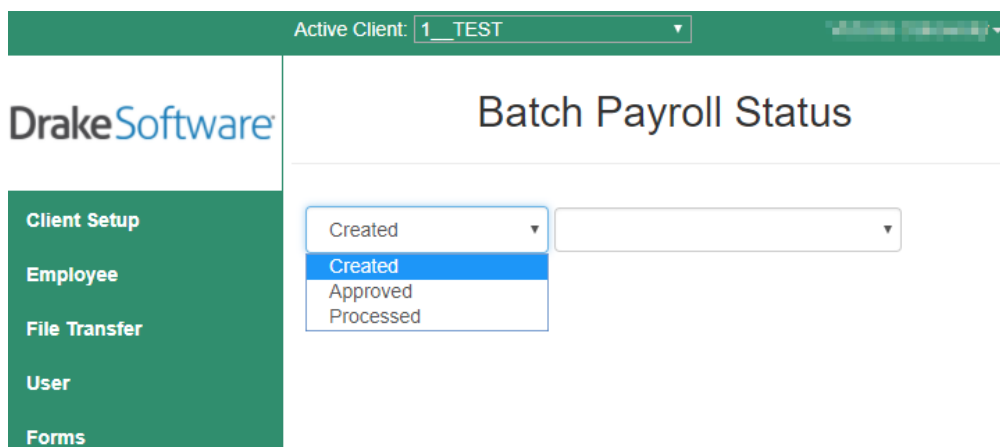 Active Client: 1__TEST
DrakeSoftware
Batch Payroll Status
Client Setup
Employee
File Transfer
User
Forms
Created
Created
Approved
Processed